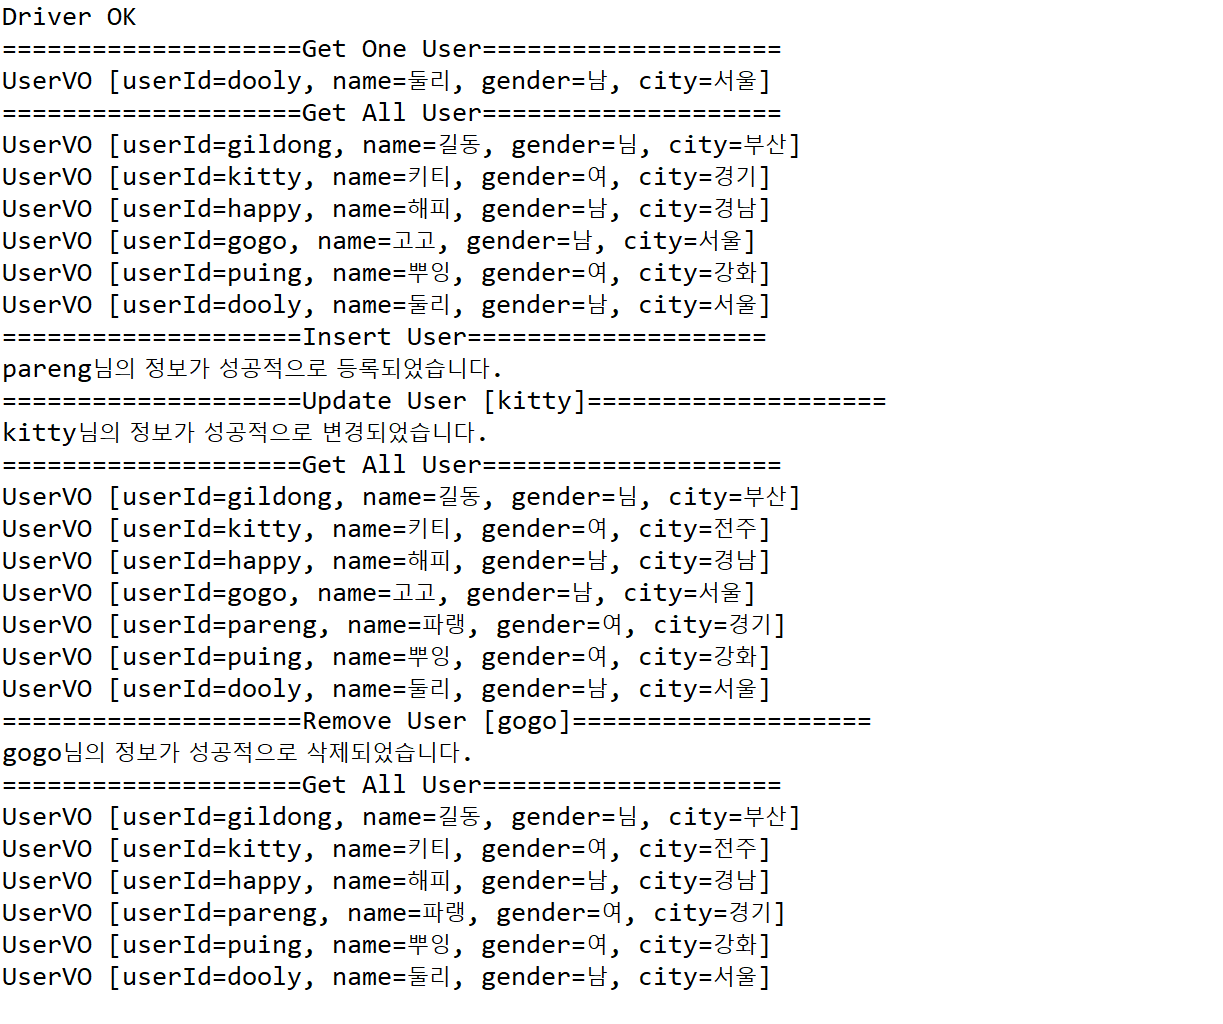 Driver OK
====================Get One User====================
UserVO [userId=dooly, name=둘리, gender=남, city=서울]
====================Get All User====================
UserVO [userId=gildong, name=길동, gender=님, city=부산]
UserVO [userId=kitty, name=키티, gender=여, city=경기]
UserVO [userId=happy, name=해피, gender=남, city=경남]
UserVO [userId=gogo, name=고고, gender=남, city=서울]
UserVO [userId=puing, name=뿌잉, gender=여, city=강화]
UserVO [userId=dooly, name=둘리, gender=남, city=서울]
====================Insert User====================
pareng님의 정보가 성공적으로 등록되었습니다.
====================Update User [kitty]====================
kitty님의 정보가 성공적으로 변경되었습니다.
====================Get All User====================
UserVO [userId=gildong, name=길동, gender=님, city=부산]
UserVO [userId=kitty, name=키티, gender=여, city=전주]
UserVO [userId=happy, name=해피, gender=남, city=경남]
UserVO [userId=gogo, name=고고, gender=남, city=서울]
UserVO [userId=pareng, name=파랭, gender=여, city=경기]
UserVO [userId=puing, name=뿌잉, gender=여, city=강화]
UserVO [userId=dooly, name=둘리, gender=남, city=서울]
====================Remove User [gogo]====================
gogo님의 정보가 성공적으로 삭제되었습니다.
====================Get All User====================
UserVO [userId=gildong, name=길동, gender=님, city=부산]
UserVO [userId=kitty, name=키티, gender=여, city=전주]
UserVO [userId=happy, name=해피, gender=남, city=경남]
UserVO [userId=pareng, name=파랭, gender=여, city=경기]
UserVO [userId=puing, name=뿌잉, gender=여, city=강화]
UserVO [userId=dooly, name=둘리, gender=남, city=서울]